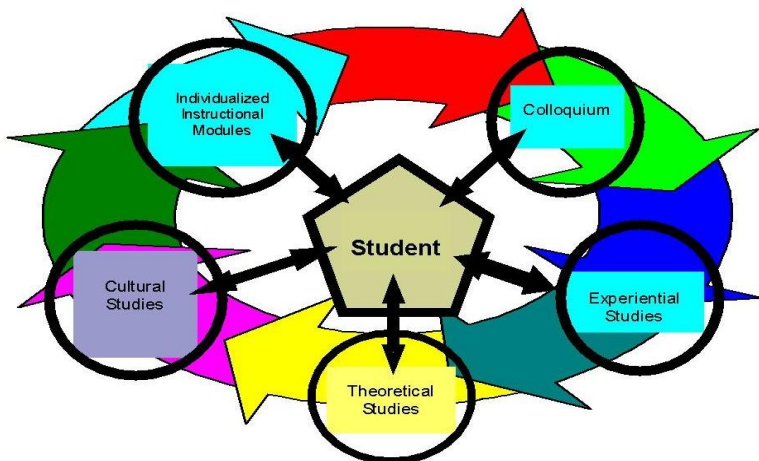 Individualized
Instructional
Modules
Colloquium
Student
Cultural
Studies
Experiential
Studies
Theoretical
Studies